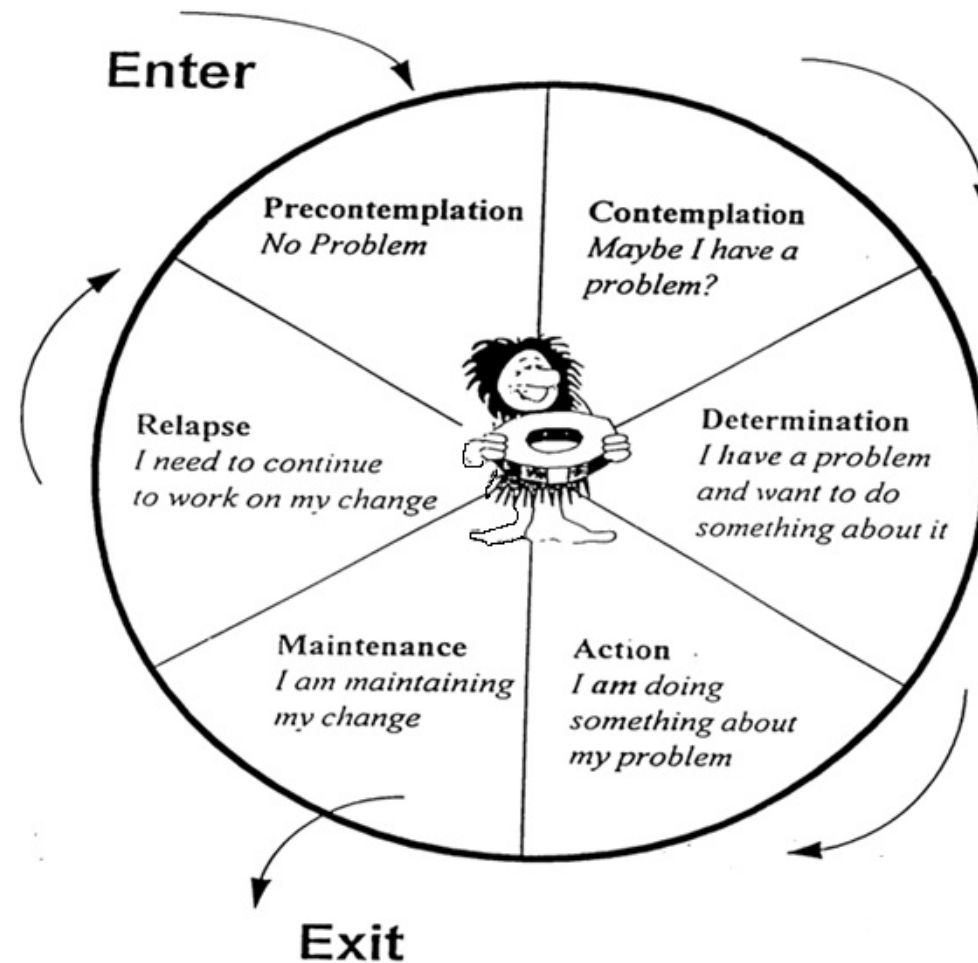 Enter
Precontemplation
No Problem
Contemplation
Maybe I have a
problem?
Determination
I have a problem
and want to do
something about it
Action
I am doing
something about
my problem
Maintenance
I am maintaining
my change
Relapse
I need to continue
to work on my change
Exit